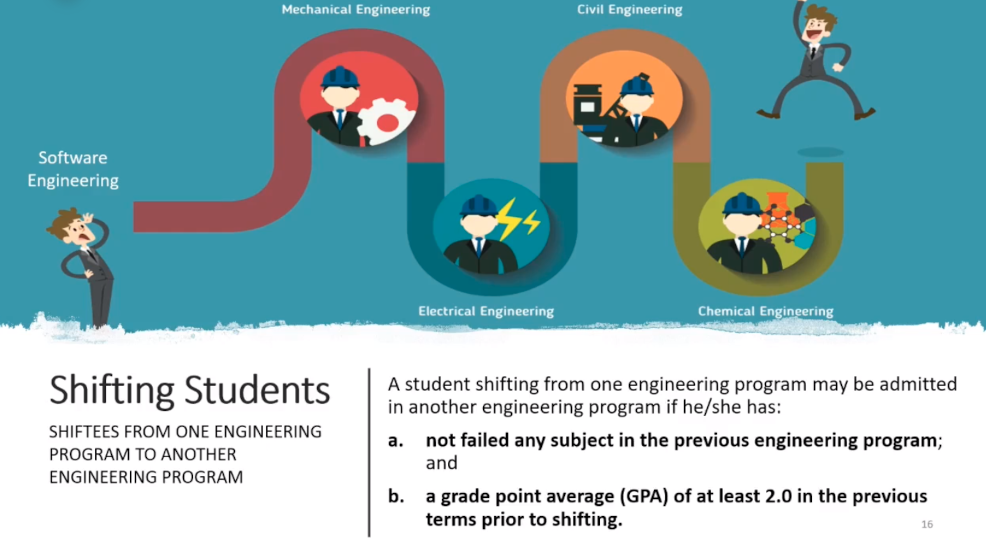 Mechanical Engineering
Civil Engineering
Software
Engineering
Electrical Engineering
Chemical Engineering
Shifting Students
SHIFTEES FROM ONE ENGINEERING
PROGRAM TO ANOTHER
ENGINEERING PROGRAM
A student shifting from one engineering program may be admitted
in another engineering program if he/she has:
a. not failed any subject in the previous engineering program;
and
b. a grade point average (GPA) of at least 2.0 in the previous
terms prior to shifting.
16